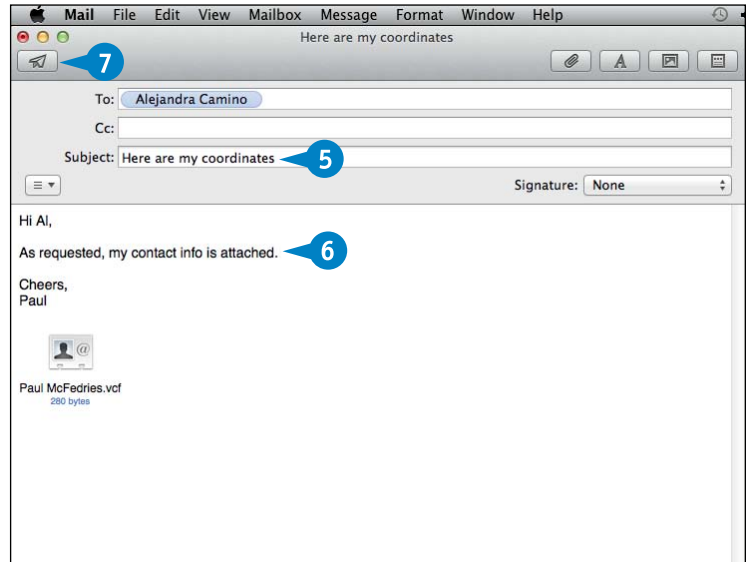 Mail File Edit View Mailbox Message Format Window Help
Here are my coordinates
7
To: Alejandra Camino
Cc:
Subject: Here are my coordinates 5
Signature: None
Hi Al,
As requested, my contact info is attached. 6
Cheers,
Paul
@
Paul McFedries.vcf
280 bytes